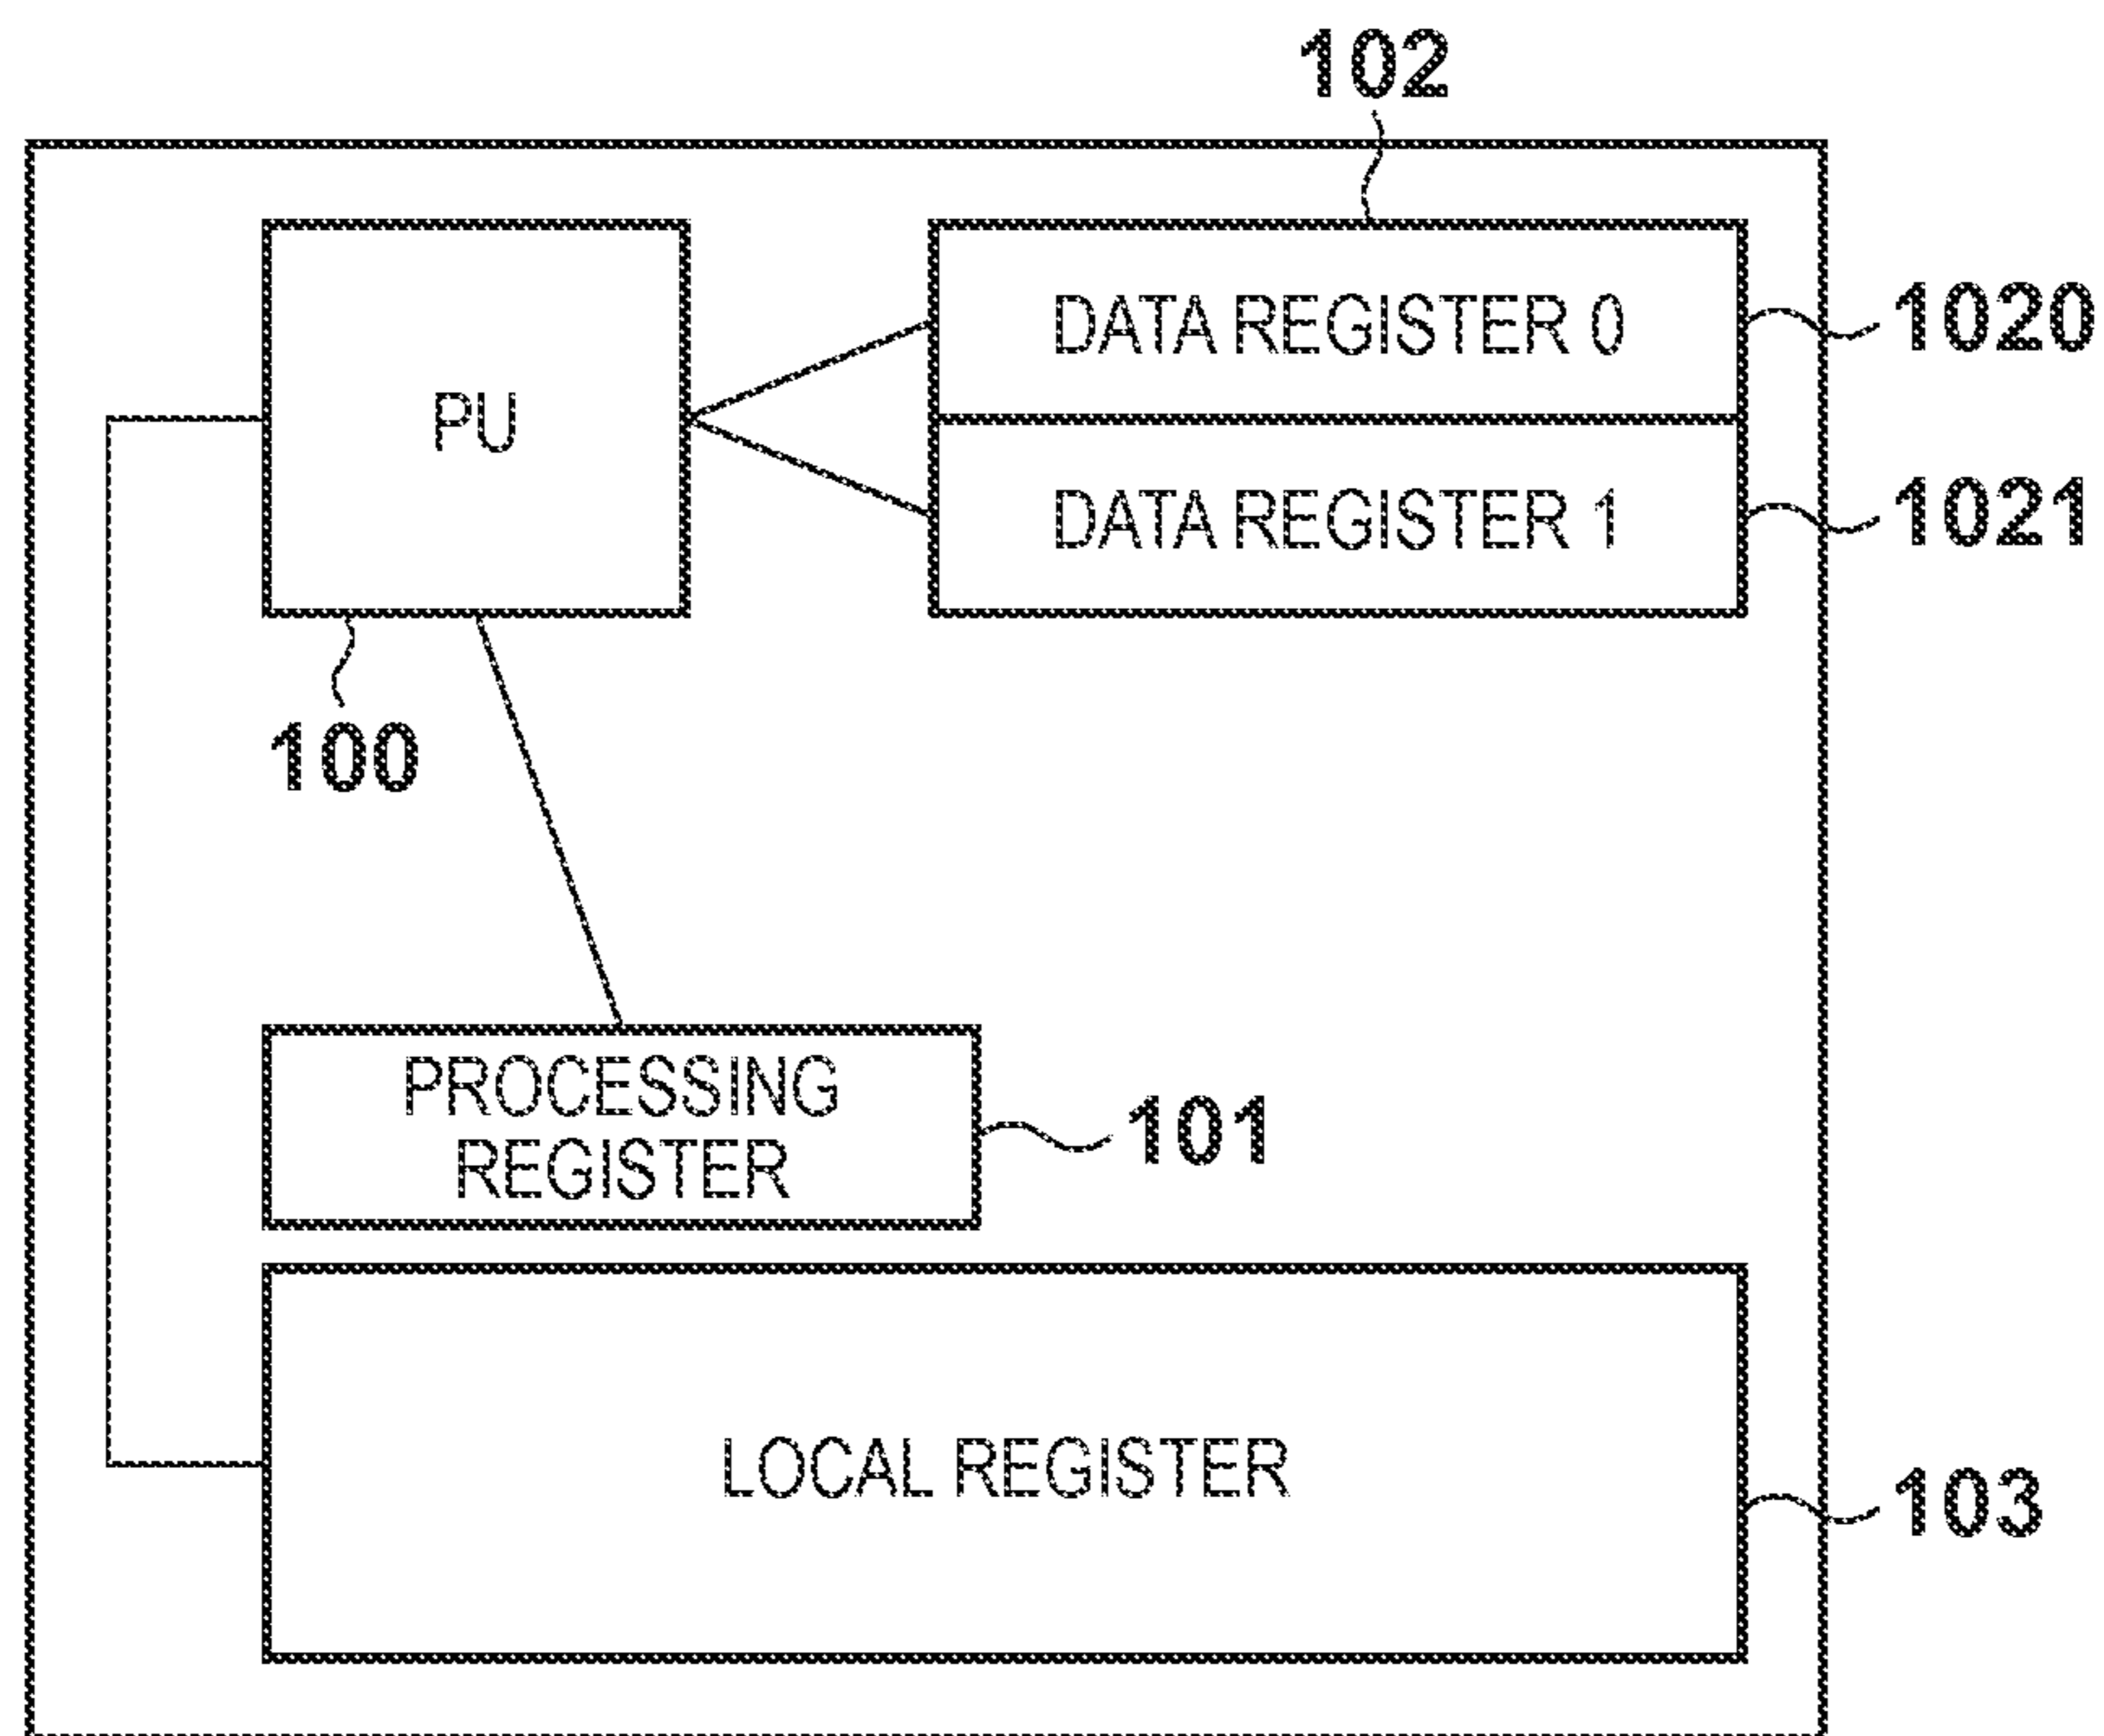 102
DATA REGISTER 0
1020
PU
DATA REGISTER 1
1021
100
PROCESSING
REGISTER
101
LOCAL REGISTER
103